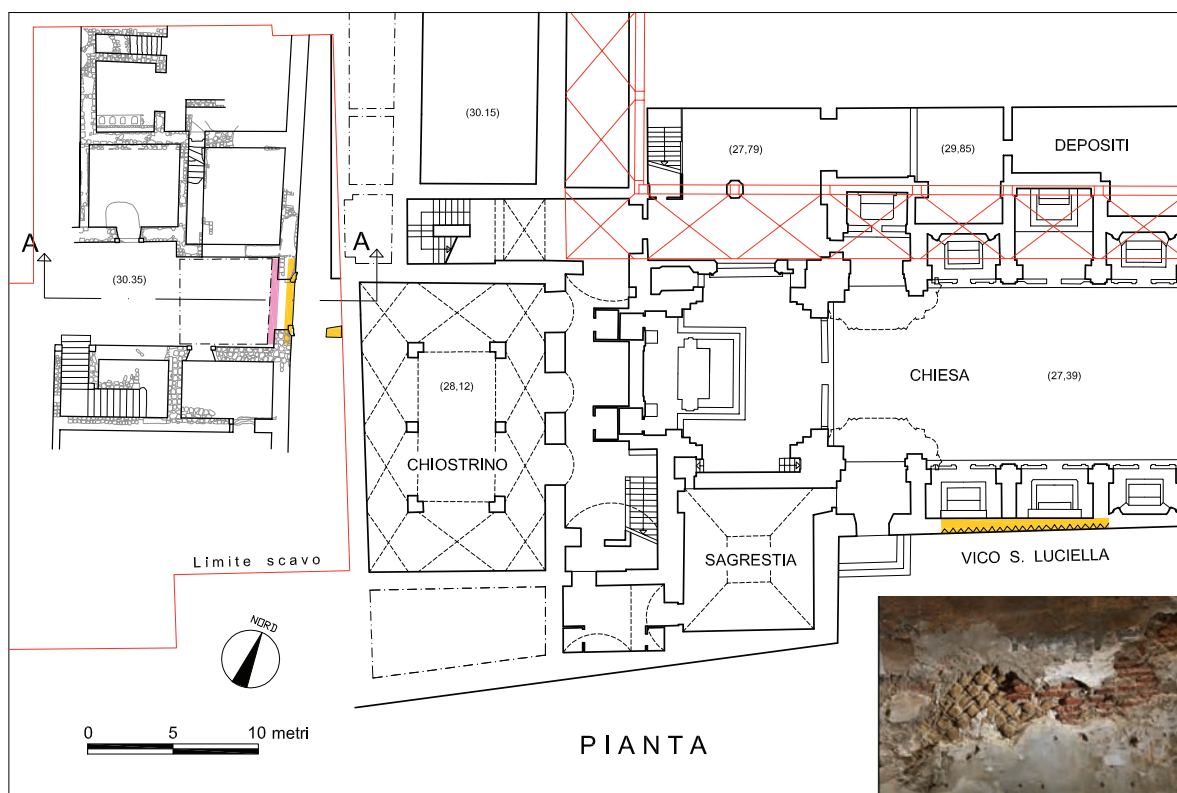 (30.15)
(27,79)
(29,85)
DEPOSITI
A
A
(30.35)
CHIESA
(27,39)
(28,12)
CHIOSTRINO
Limite scavo
SAGRESTIA
VICO S. LUCIELLA
NORD
0 5 10 metri
PIANTA